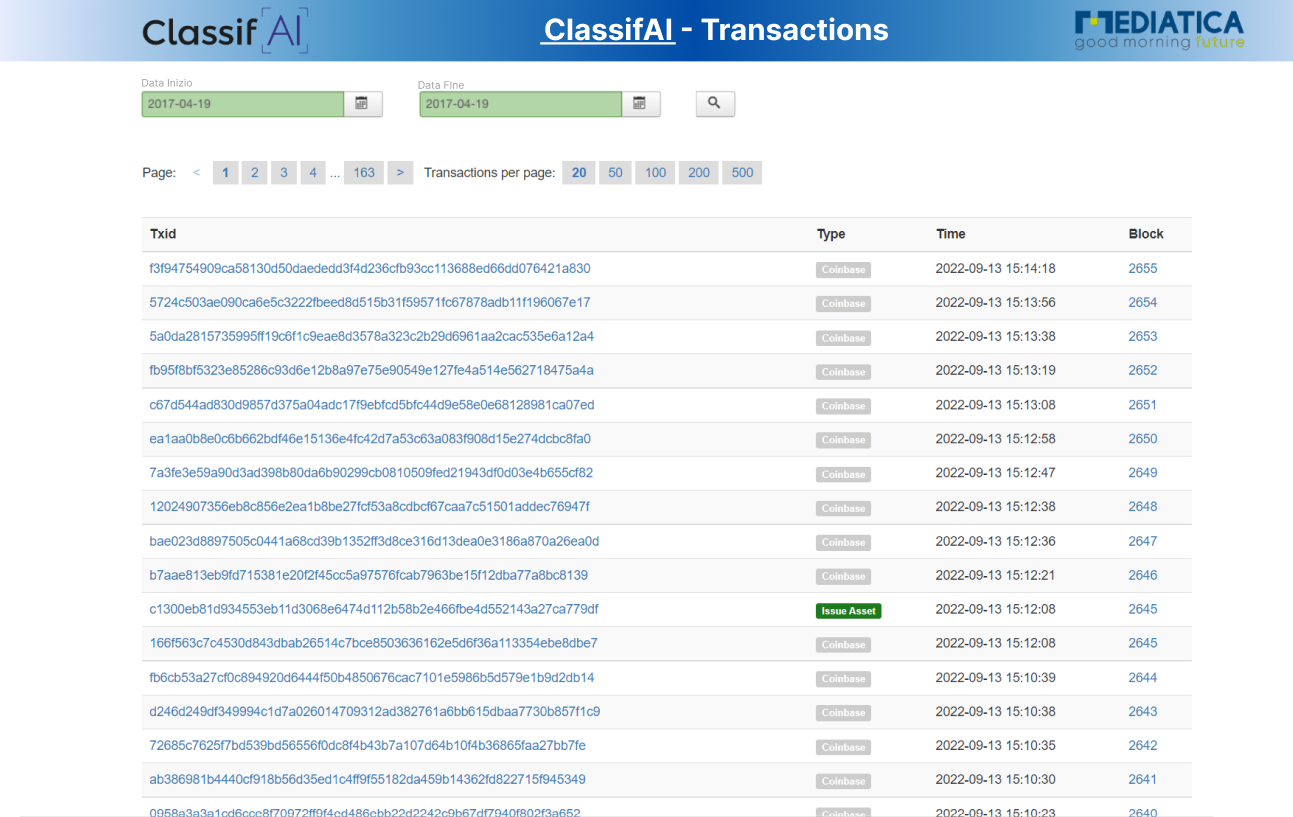 Classif[AI]
ClassifAI - Transactions
MEDIATICA
good morning future
Data Inizio
2017-04-19
Data FIne
2017-04-19
Page: < 1 2 3 4 ... 163 > Transactions per page: 20 50 100 200 500
Txid Type Time Block
f3f94754909ca58130d50daededd3f4d236cfb93cc113688ed66dd076421a830 Coinbase 2022-09-13 15:14:18 2655
5724c503ae090ca6e5c3222fbeed8d515b31f59571fc67878adb11f196067e17 Coinbase 2022-09-13 15:13:56 2654
5a0da2815735995ff19c6f1c9eae8d3578a323c2b29d6961aa2cac535e6a12a4 Coinbase 2022-09-13 15:13:38 2653
fb95f8bf5323e85286c93d6e12b8a97e75e90549e127fe4a514e562718475a4a Coinbase 2022-09-13 15:13:19 2652
c67d544ad830d9857d375a04adc17f9ebfcd5bfc44d9e58e0e68128981ca07ed Coinbase 2022-09-13 15:13:08 2651
ea1aa0b8e0c6b662bdf46e15136e4fc42d7a53c63a083f908d15e274dcbc8fa0 Coinbase 2022-09-13 15:12:58 2650
7a3fe3e59a90d3ad398b80da6b90299cb0810509fed21943df0d03e4b655cf82 Coinbase 2022-09-13 15:12:47 2649
12024907356eb8c856e2ea1b8be27fcf53a8cdbcf67caa7c51501addec76947f Coinbase 2022-09-13 15:12:38 2648
bae023d8897505c0441a68cd39b1352ff3d8ce316d13dea0e3186a870a26ea0d Coinbase 2022-09-13 15:12:36 2647
b7aae813eb9fd715381e20f2f45cc5a97576fcab7963be15f12dba77a8bc8139 Coinbase 2022-09-13 15:12:21 2646
c1300eb81d934553eb11d3068e6474d112b58b2e466fbe4d552143a27ca779df Issue Asset 2022-09-13 15:12:08 2645
166f563c7c4530d843dbab26514c7bce8503636162e5d6f36a113354ebe8dbe7 Coinbase 2022-09-13 15:12:08 2645
fb6cb53a27cf0c894920d6444f50b4850676cac7101e5986b5d579e1b9d2db14 Coinbase 2022-09-13 15:10:39 2644
d246d249df349994c1d7a026014709312ad382761a6bb615dbaa7730b857f1c9 Coinbase 2022-09-13 15:10:38 2643
72685c7625f7bd539bd56556f0dc8f4b43b7a107d64b10f4b36865faa27bb7fe Coinbase 2022-09-13 15:10:35 2642
ab386981b4440cf918b56d35ed1c4ff9f55182da459b14362fd822715f945349 Coinbase 2022-09-13 15:10:30 2641
Coinbase 2022-09-13 15:10:23 2640